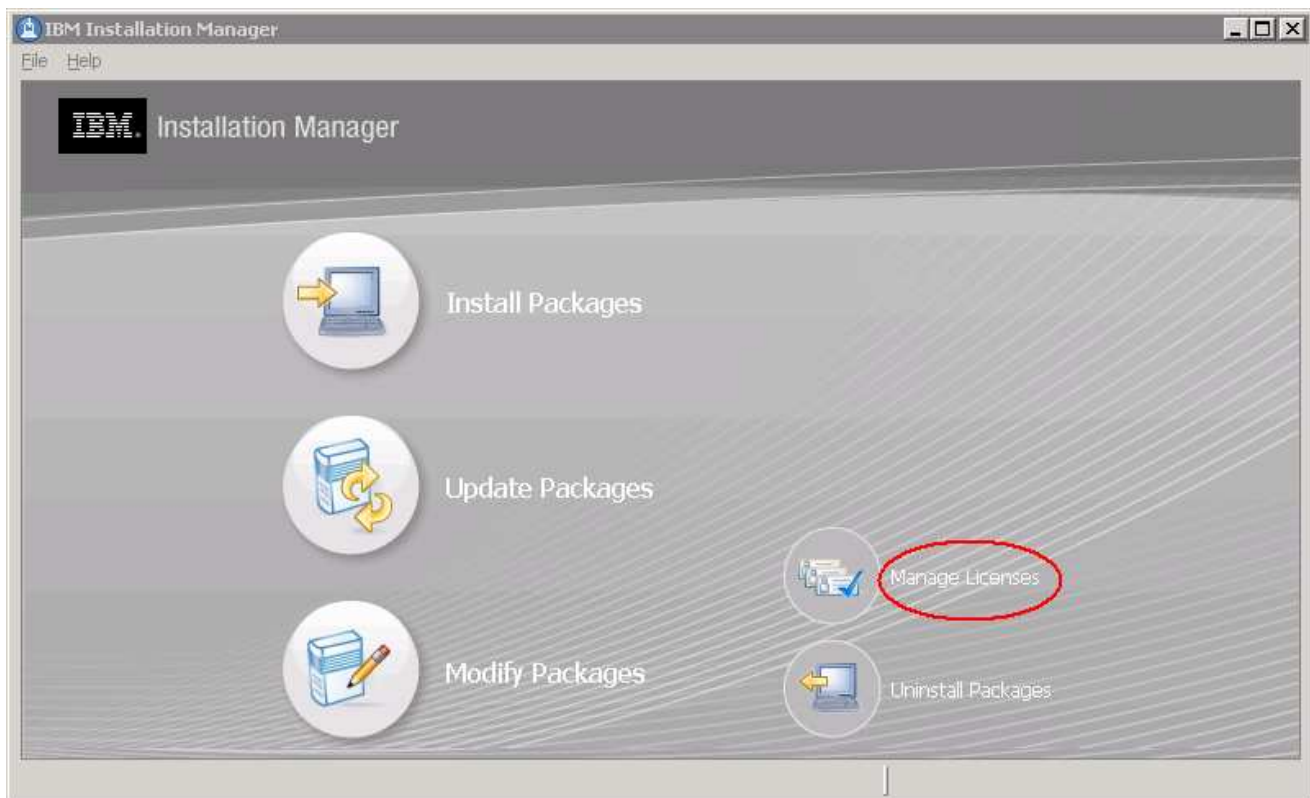 IBM Installation Manager
File Help
IBM. Installation Manager
Install Packages
Update Packages
Manage Licenses
Modify Packages
Uninstall Packages